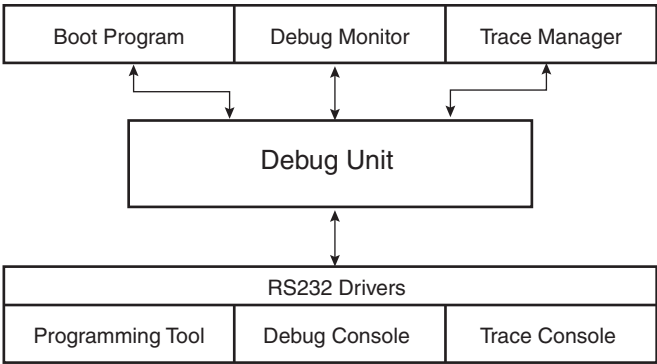 Boot Program
Debug Monitor
Trace Manager
Debug Unit
RS232 Drivers
Programming Tool
Debug Console
Trace Console